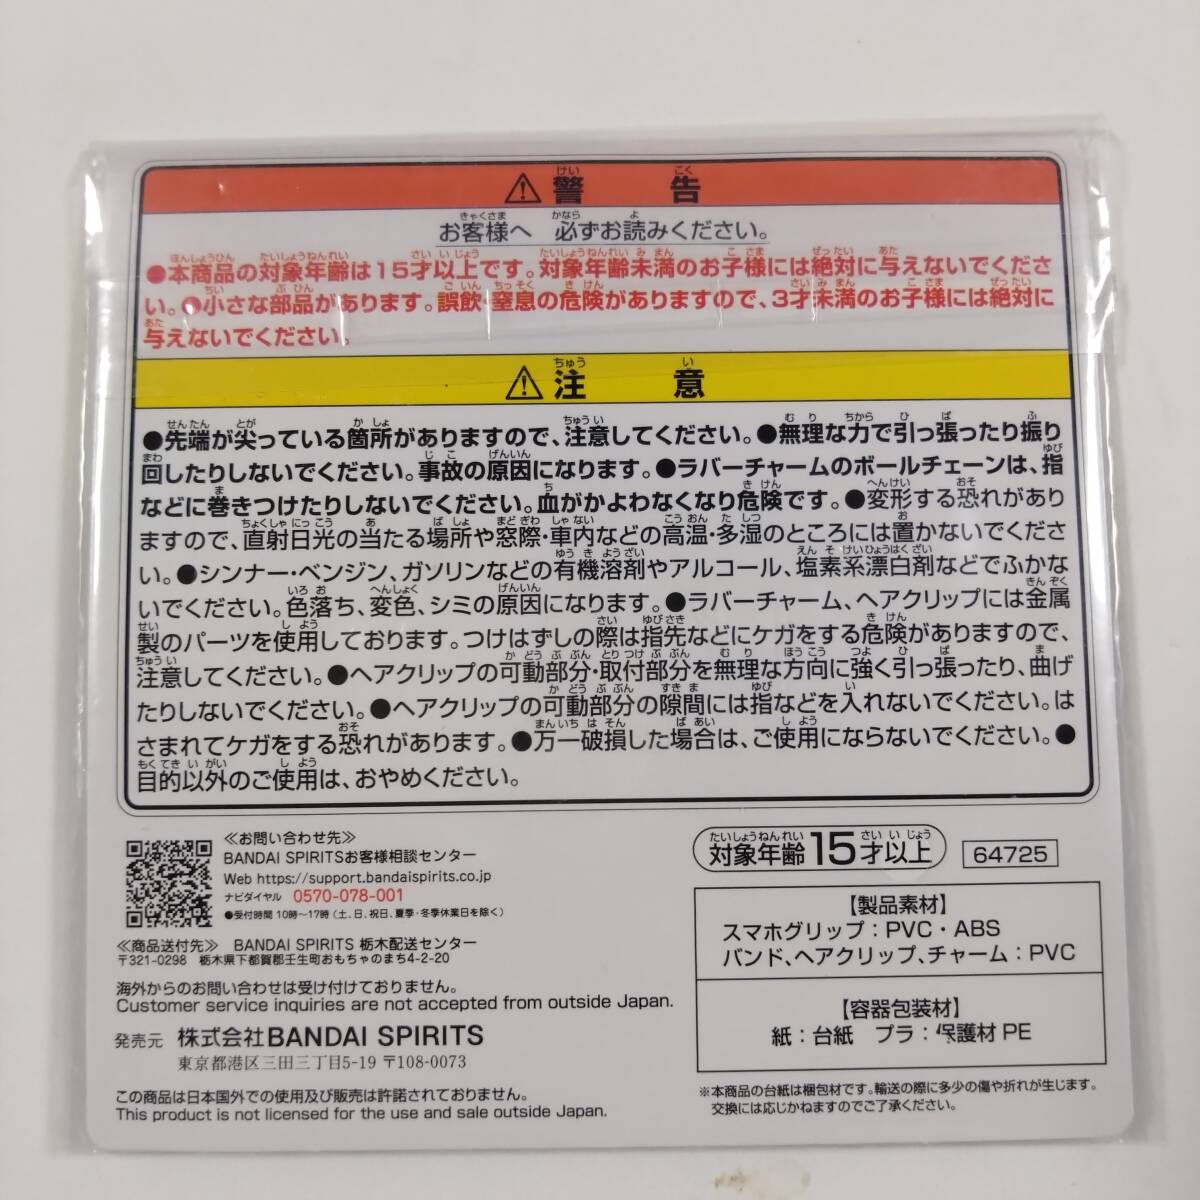 ⚠警告
お客様へ 必ずお読みください。
●本商品の対象年齢は15才以上です。対象年齢未満のお子様には絶対に与えないでくださ
い。●小さな部品があります。誤飲・窒息の危険がありますので、3才未満のお子様には絶対に
与えないでください。
⚠注意
●先端が尖っている箇所がありますので、注意してください。●無理な力で引っ張ったり振り
回したりしないでください。事故の原因になります。●ラバーチャームのボールチェーンは、指
などに巻きつけたりしないでください。血がかよわなくなり危険です。●変形する恐れがあり
ますので、直射日光の当たる場所や窓際・車内などの高温・多湿のところには置かないでくださ
い。●シンナー・ベンジン、ガソリンなどの有機溶剤やアルコール、塩素系漂白剤などでふかな
いでください。色落ち、変色、シミの原因になります。●ラバーチャーム、ヘアクリップには金属
製のパーツを使用しております。つけはずしの際は指先などにケガをする危険がありますので、
注意してください。●ヘアクリップの可動部分・取付部分を無理な方向に強く引っ張ったり、曲げ
たりしないでください。●ヘアクリップの可動部分の隙間には指などを入れないでください。は
さまれてケガをする恐れがあります。●万一破損した場合は、ご使用にならないでください。●
目的以外のご使用は、おやめください。
≪お問い合わせ先≫
BANDAI SPIRITSお客様相談センター
Web https://support.bandaispirits.co.jp
ナビダイヤル 0570-078-001
●受付時間 10時〜17時(土、日、祝日、夏季・冬季休業日を除く)
≪商品送付先≫ BANDAI SPIRITS 栃木配送センター
〒321-0298 栃木県下都賀郡壬生町おもちゃのまち4-2-20
海外からのお問い合わせは受け付けておりません。
Customer service inquiries are not accepted from outside Japan.
発売元 株式会社BANDAI SPIRITS
東京都港区三田三丁目5-19 〒108-0073
この商品は日本国外での使用及び販売は許諾されておりません。
This product is not licensed for the use and sale outside Japan.
対象年齢15才以上
64725
【製品素材】
スマホグリップ:PVC・ABS
バンド、ヘアクリップ、チャーム:PVC
【容器包装材】
紙:台紙 プラ:保護材PE
※本商品の台紙は梱包材です。輸送の際に多少の傷や折れが生じます。
交換には応じかねますのでご了承ください。